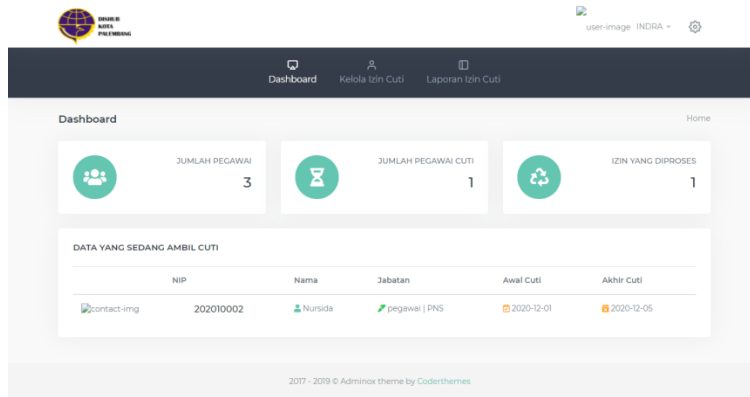 DISHUB
KOTA
PALEMBANG
user-image INDRA
Dashboard Kelola Izin Cuti Laporan Izin Cuti
Dashboard Home
JUMLAH PEGAWAI
3
JUMLAH PEGAWAI CUTI
1
IZIN YANG DIPROSES
1
DATA YANG SEDANG AMBIL CUTI
NIP Nama Jabatan Awal Cuti Akhir Cuti
contact-img 202010002 Nursida pegawai | PNS 2020-12-01 2020-12-05
2017 - 2019 © Adminox theme by Coderthemes